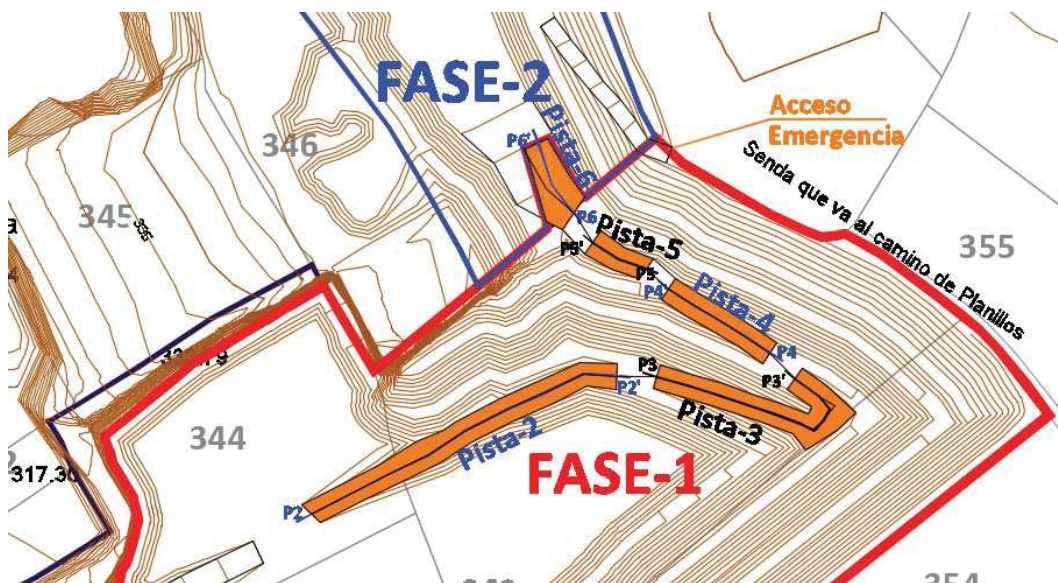 FASE-2
Acceso
Emergencia
346
P6'
Pista-6
Senda que va al camino de Planillos
345
335
P6
Pista-5
355
P5'
P5
P4'
Pista-4
P4
P3
P3'
P2'
344
Pista-3
Pista-2
317.30
FASE-1
P2
354